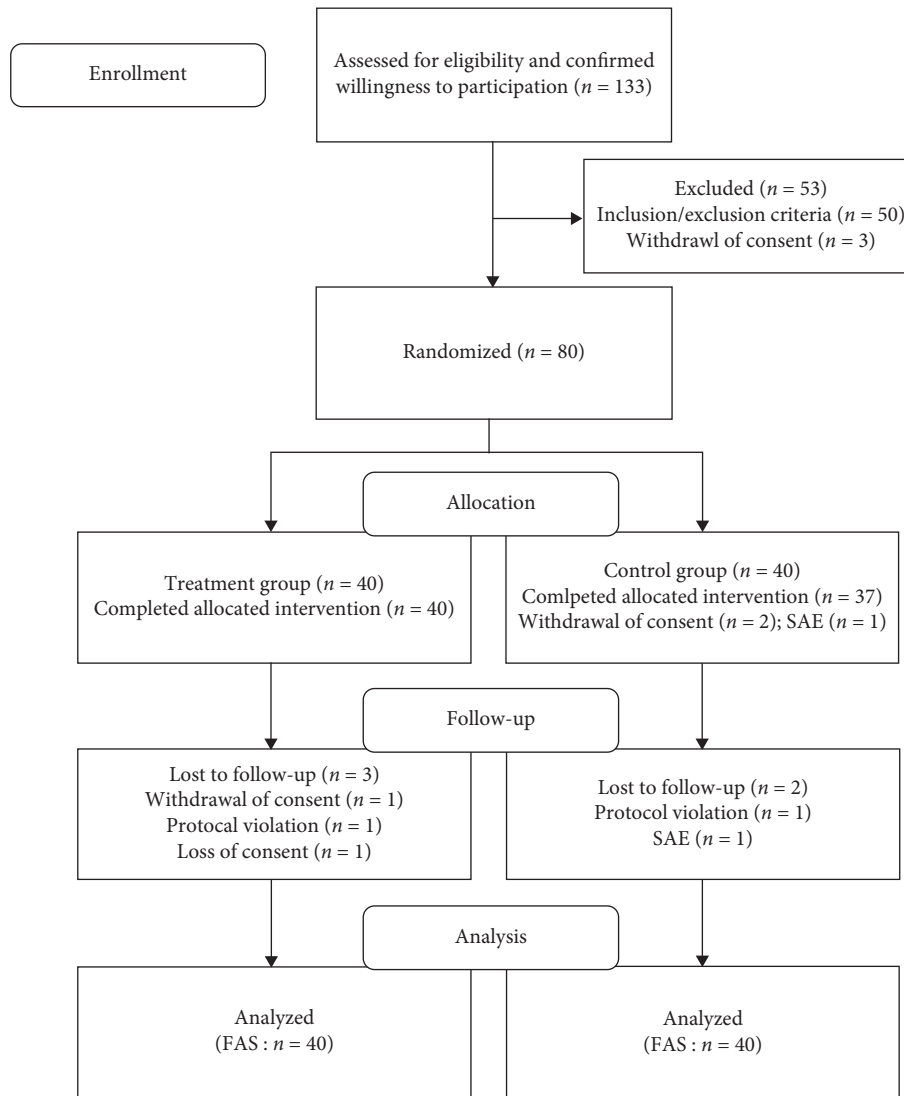 Enrollment
Assessed for eligibility and confirmed
willingness to participation (n = 133)
Excluded (n = 53)
Inclusion/exclusion criteria (n = 50)
Withdrawl of consent (n = 3)
Randomized (n = 80)
Allocation
Treatment group (n = 40)
Completed allocated intervention (n = 40)
Control group (n = 40)
Comlpeted allocated intervention (n = 37)
Withdrawal of consent (n = 2); SAE (n = 1)
Follow-up
Lost to follow-up (n = 3)
Withdrawal of consent (n = 1)
Protocal violation (n = 1)
Loss of consent (n = 1)
Lost to follow-up (n = 2)
Protocol violation (n = 1)
SAE (n = 1)
Analysis
Analyzed
(FAS : n = 40)
Analyzed
(FAS : n = 40)